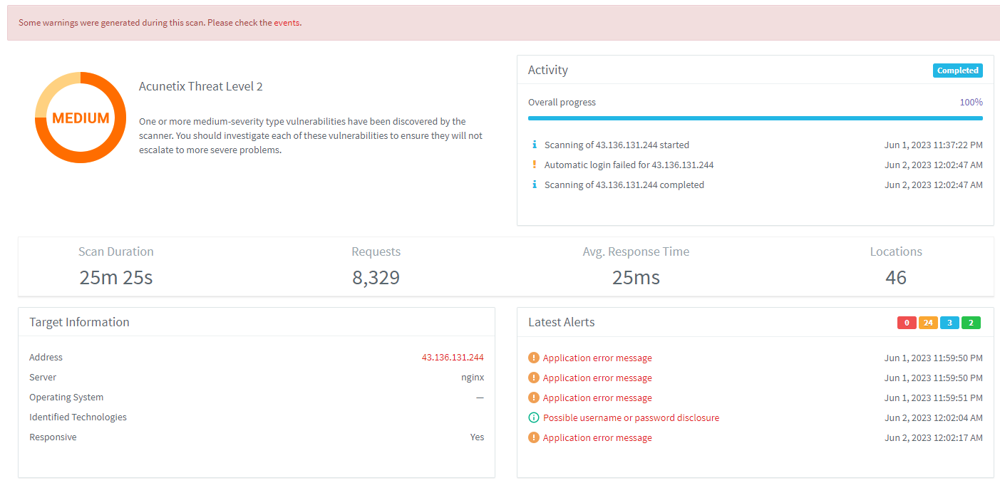 Some warnings were generated during this scan. Please check the events.
MEDIUM
Acunetix Threat Level 2
One or more medium-severity type vulnerabilities have been discovered by the
scanner. You should investigate each of these vulnerabilities to ensure they will not
escalate to more severe problems.
Activity
Completed
Overall progress
100%
Scanning of 43.136.131.244 started
Jun 1, 2023 11:37:22 PM
Automatic login failed for 43.136.131.244
Jun 2, 2023 12:02:47 AM
Scanning of 43.136.131.244 completed
Jun 2, 2023 12:02:47 AM
Scan Duration
25m 25s
Requests
8,329
Avg. Response Time
25ms
Locations
46
Target Information
Address
43.136.131.244
Server
nginx
Operating System
—
Identified Technologies
Responsive
Yes
Latest Alerts
0
24
3
2
Application error message
Jun 1, 2023 11:59:50 PM
Application error message
Jun 1, 2023 11:59:50 PM
Application error message
Jun 1, 2023 11:59:51 PM
Possible username or password disclosure
Jun 2, 2023 12:02:04 AM
Application error message
Jun 2, 2023 12:02:17 AM